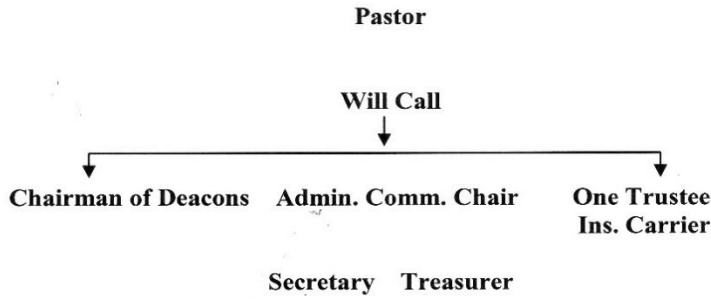 Pastor
Will Call
Chairman of Deacons Admin. Comm. Chair One Trustee
Ins. Carrier
Secretary Treasurer